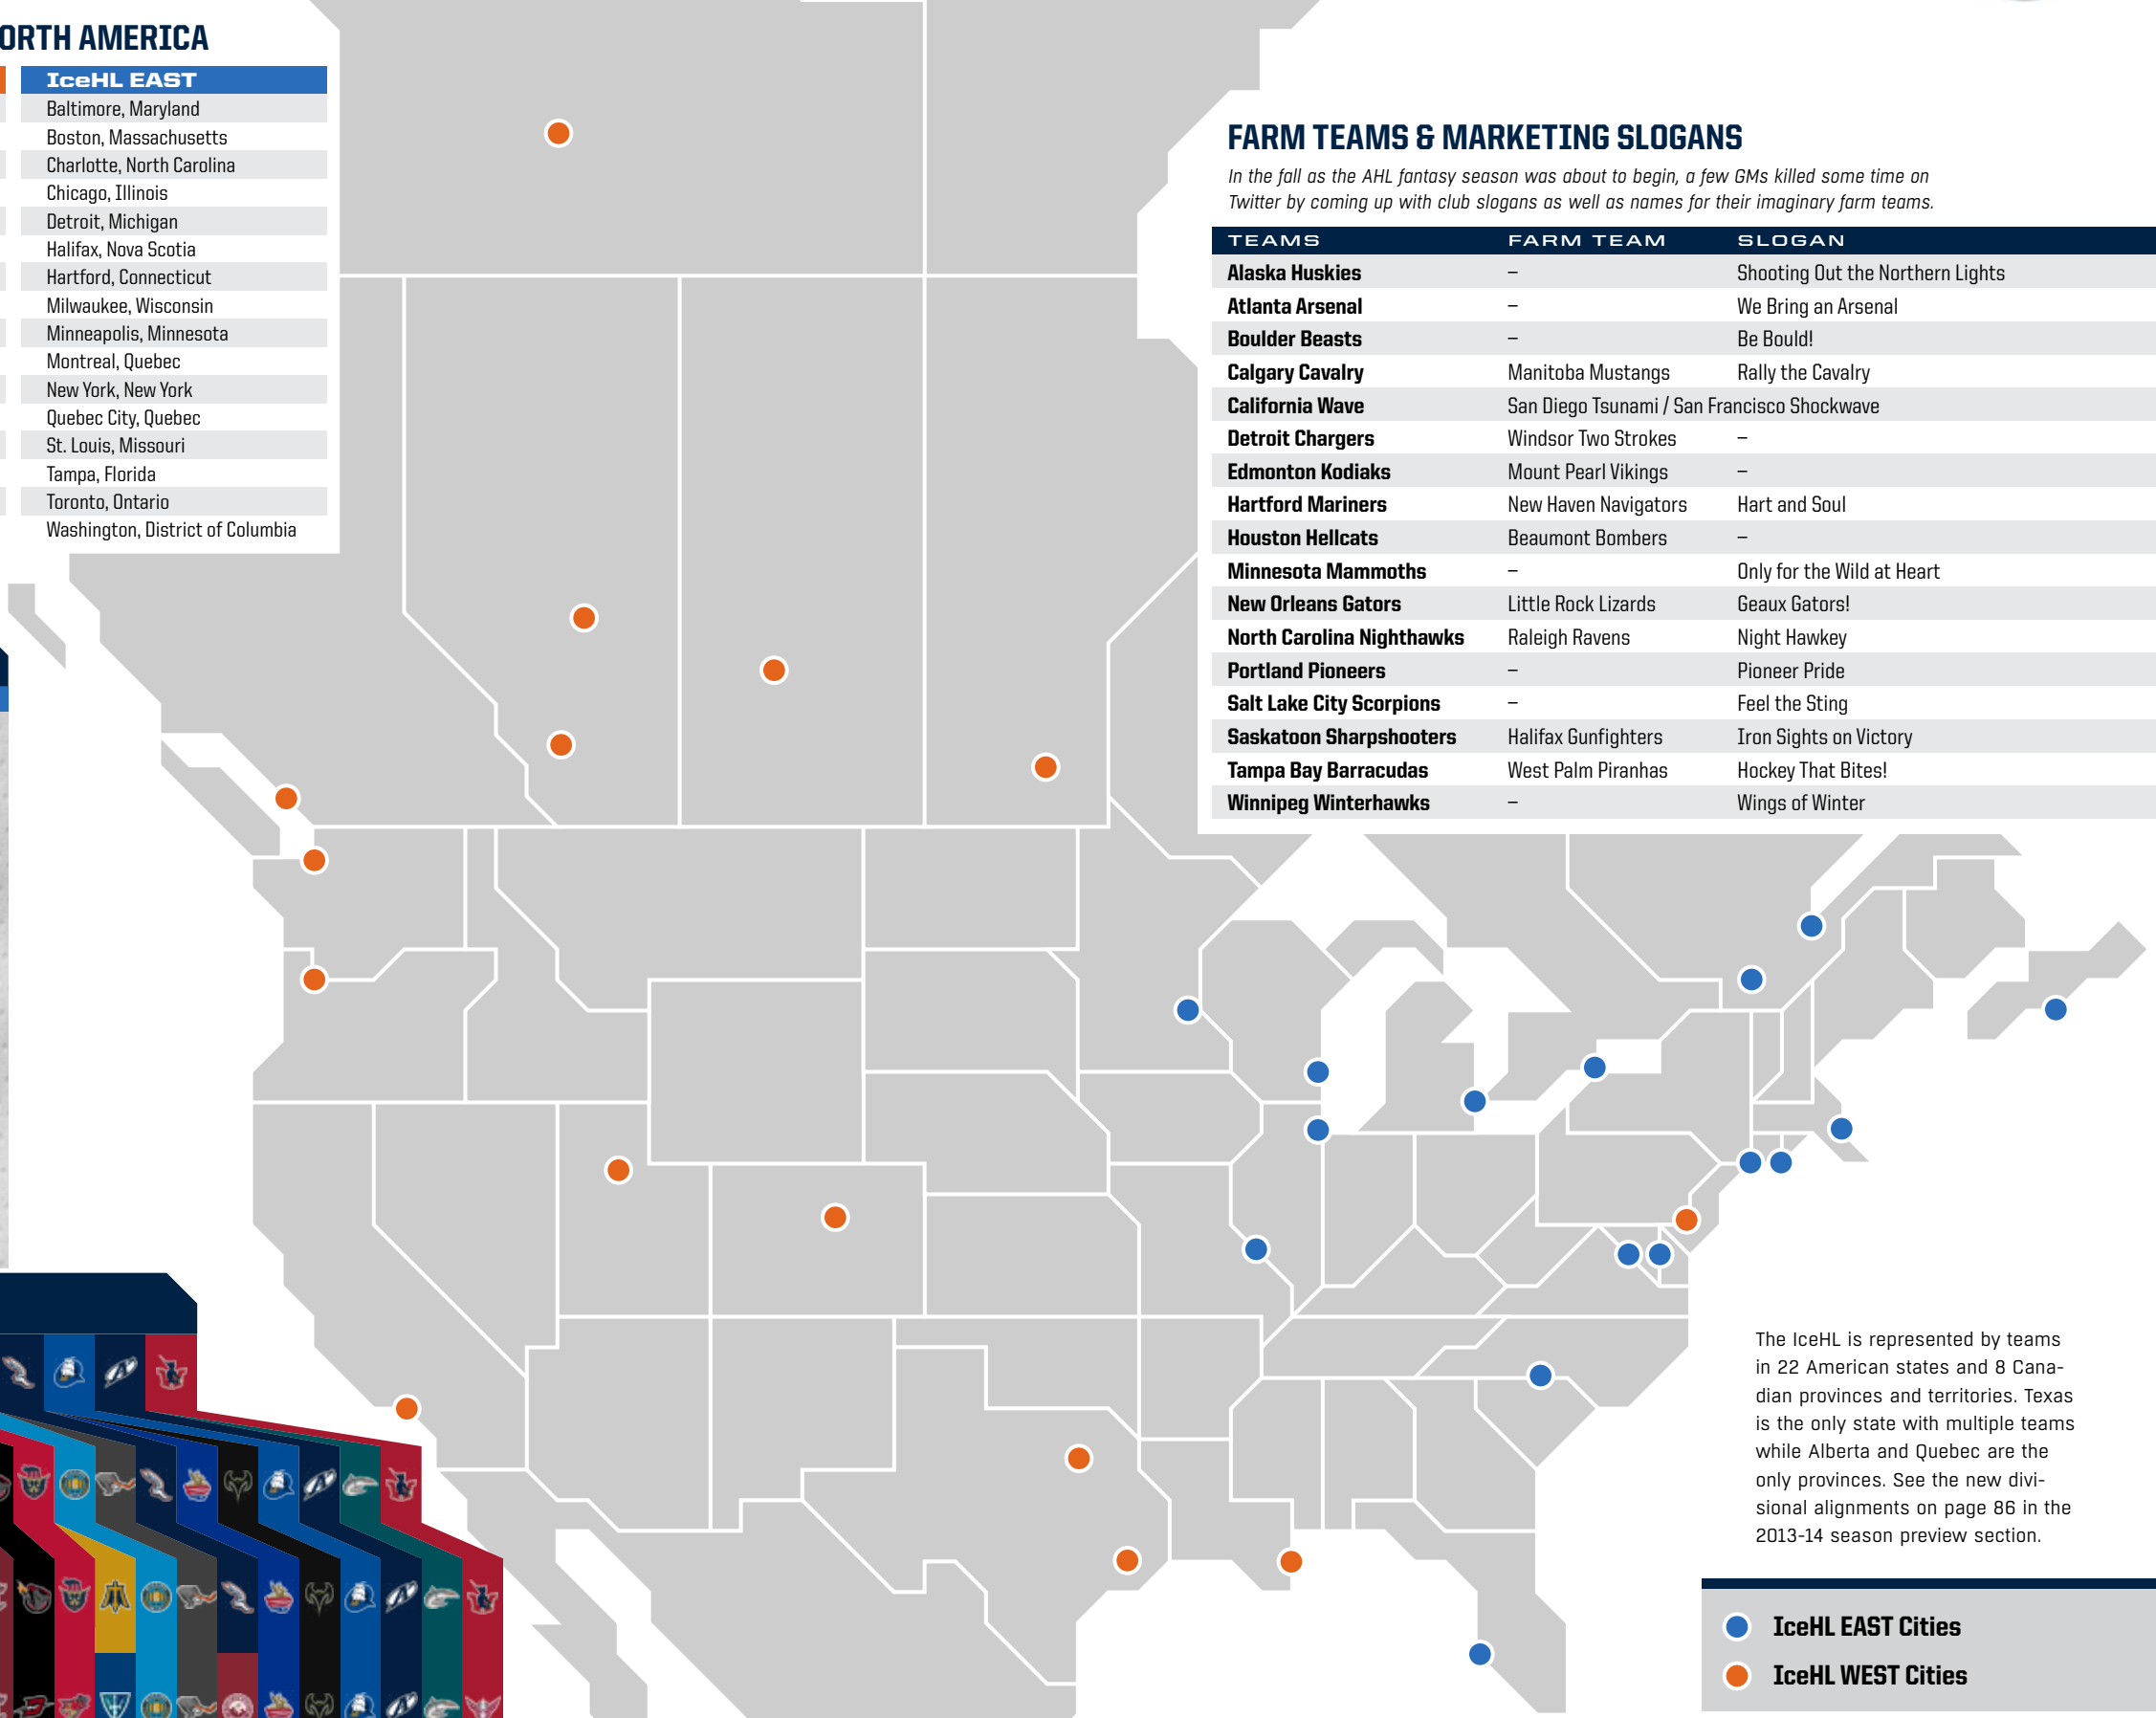 ORTH AMERICA
IceHL EAST
Baltimore, Maryland
Boston, Massachusetts
Charlotte, North Carolina
Chicago, Illinois
Detroit, Michigan
Halifax, Nova Scotia
Hartford, Connecticut
Milwaukee, Wisconsin
Minneapolis, Minnesota
Montreal, Quebec
New York, New York
Quebec City, Quebec
St. Louis, Missouri
Tampa, Florida
Toronto, Ontario
Washington, District of Columbia
FARM TEAMS & MARKETING SLOGANS
In the fall as the AHL fantasy season was about to begin, a few GMs killed some time on
Twitter by coming up with club slogans as well as names for their imaginary farm teams.
TEAMS FARM TEAM SLOGAN
Alaska Huskies – Shooting Out the Northern Lights
Atlanta Arsenal – We Bring an Arsenal
Boulder Beasts – Be Bould!
Calgary Cavalry Manitoba Mustangs Rally the Cavalry
California Wave San Diego Tsunami / San Francisco Shockwave
Detroit Chargers Windsor Two Strokes –
Edmonton Kodiaks Mount Pearl Vikings –
Hartford Mariners New Haven Navigators Hart and Soul
Houston Hellcats Beaumont Bombers –
Minnesota Mammoths – Only for the Wild at Heart
New Orleans Gators Little Rock Lizards Geaux Gators!
North Carolina Nighthawks Raleigh Ravens Night Hawkey
Portland Pioneers – Pioneer Pride
Salt Lake City Scorpions – Feel the Sting
Saskatoon Sharpshooters Halifax Gunfighters Iron Sights on Victory
Tampa Bay Barracudas West Palm Piranhas Hockey That Bites!
Winnipeg Winterhawks – Wings of Winter
The IceHL is represented by teams
in 22 American states and 8 Cana-
dian provinces and territories. Texas
is the only state with multiple teams
while Alberta and Quebec are the
only provinces. See the new divi-
sional alignments on page 86 in the
2013-14 season preview section.
IceHL EAST Cities
IceHL WEST Cities